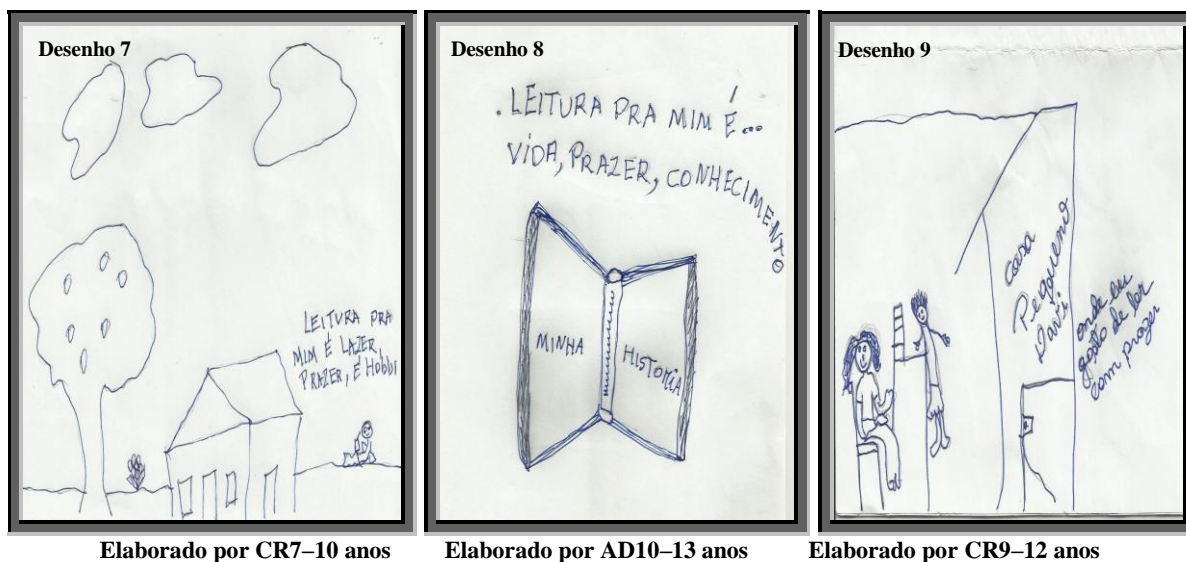 Desenho 7
LEITURA PRA
MIM É LAZER,
PRAZER, É HOBBI
Desenho 8
. LEITURA PRA MIM É...
VIDA, PRAZER, CONHECIMENTO
MINHA
HISTORIA
Desenho 9
Casa
Pequeno
Davi
onde eu
gosto de ler
com prazer
Elaborado por CR7–10 anos
Elaborado por AD10–13 anos
Elaborado por CR9–12 anos